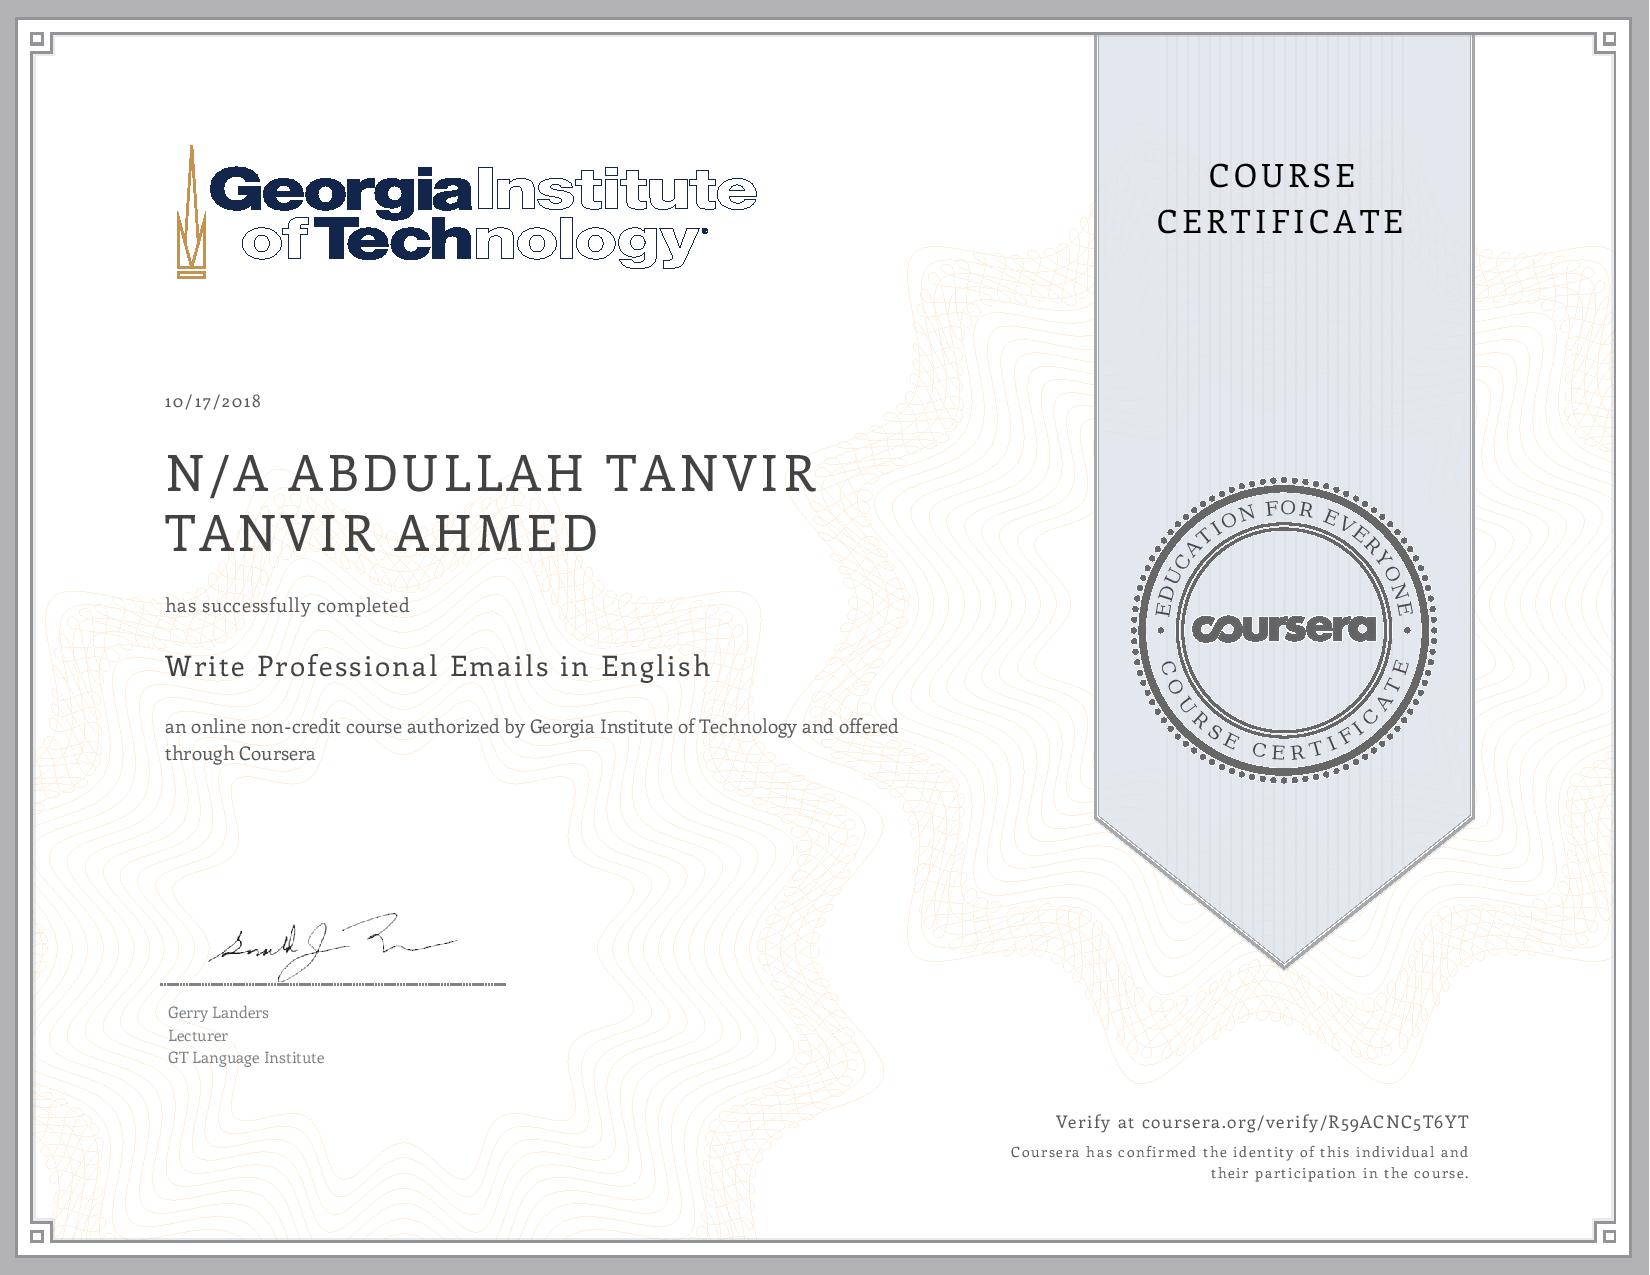 Georgia Institute
of Technology
COURSE
CERTIFICATE
10/17/2018
N/A ABDULLAH TANVIR
TANVIR AHMED
has successfully completed
Write Professional Emails in English
an online non-credit course authorized by Georgia Institute of Technology and offered
through Coursera
EDUCATION FOR EVERYONE
coursera
COURSE CERTIFICATE
Gerry Landers
Lecturer
GT Language Institute
Verify at coursera.org/verify/R59ACNC5T6YT
Coursera has confirmed the identity of this individual and
their participation in the course.